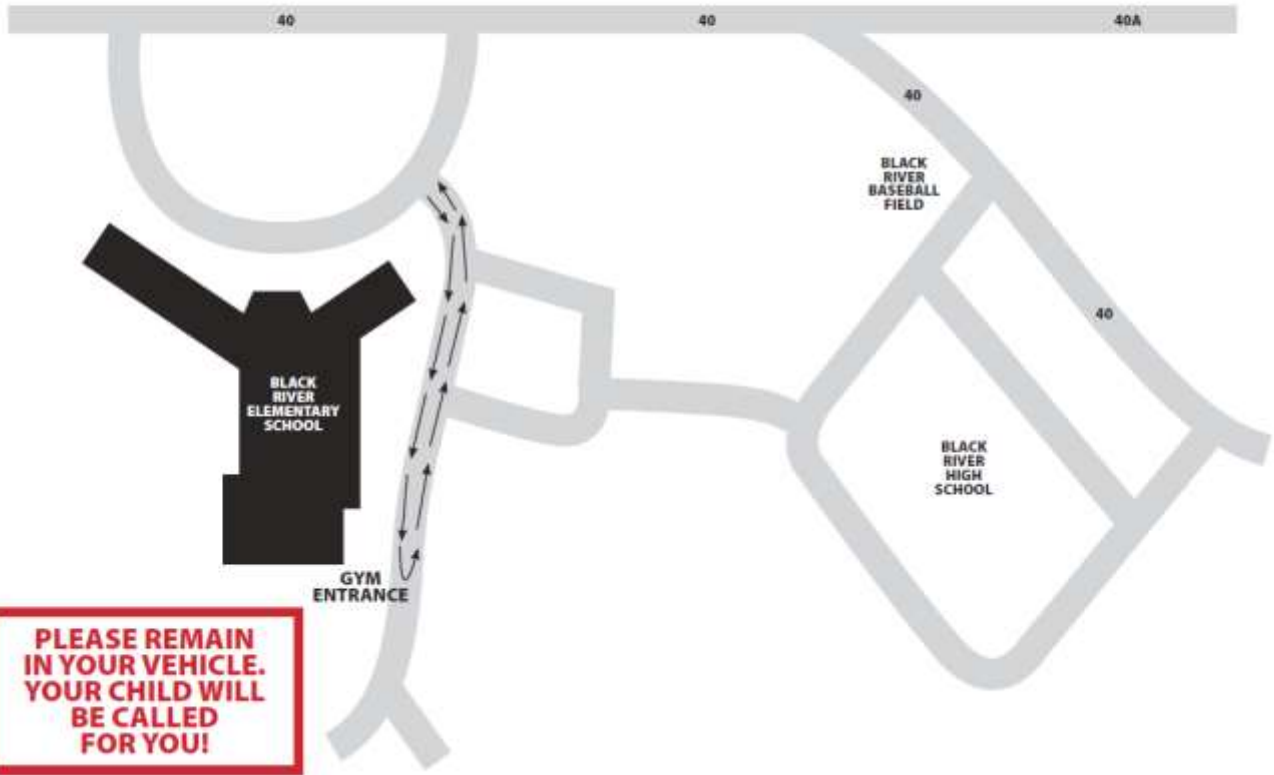 40
40
40A
40
BLACK
RIVER
BASEBALL
FIELD
40
BLACK
RIVER
ELEMENTARY
SCHOOL
BLACK
RIVER
HIGH
SCHOOL
GYM
ENTRANCE
PLEASE REMAIN
IN YOUR VEHICLE.
YOUR CHILD WILL
BE CALLED
FOR YOU!